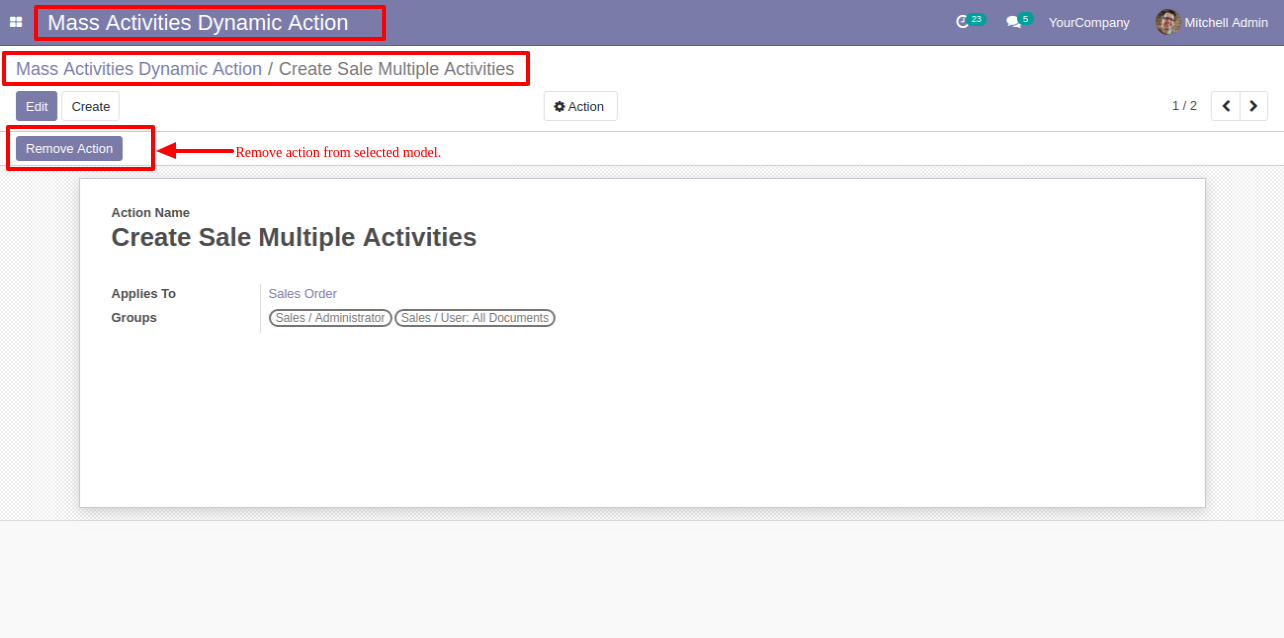 Mass Activities Dynamic Action
23
5
YourCompany
Mitchell Admin
Mass Activities Dynamic Action / Create Sale Multiple Activities
Edit
Create
Action
1 / 2
Remove Action
Remove action from selected model.
Action Name
Create Sale Multiple Activities
Applies To
Sales Order
Groups
Sales / Administrator
Sales / User: All Documents